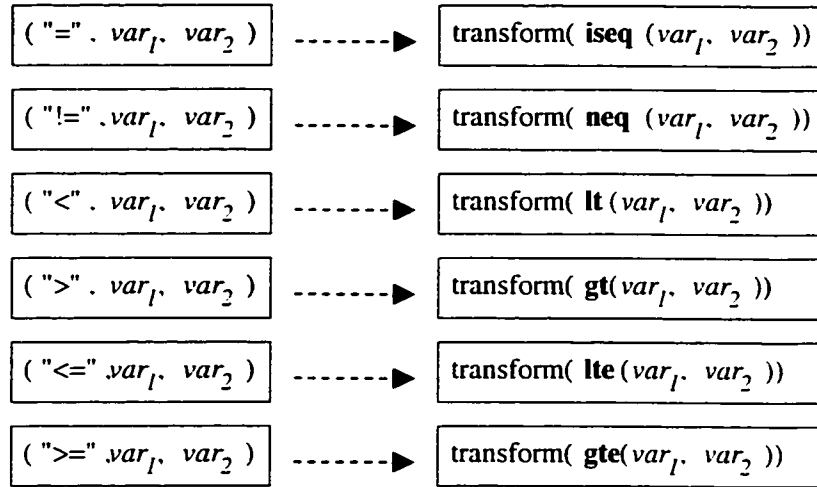 ( "=" , var1, var2 ) transform( iseq (var1, var2 ))
( "!=" , var1, var2 ) transform( neq (var1, var2 ))
( "<" , var1, var2 ) transform( lt (var1, var2 ))
( ">" , var1, var2 ) transform( gt(var1, var2 ))
( "<=" ,var1, var2 ) transform( lte (var1, var2 ))
( ">=" ,var1, var2 ) transform( gte(var1, var2 ))